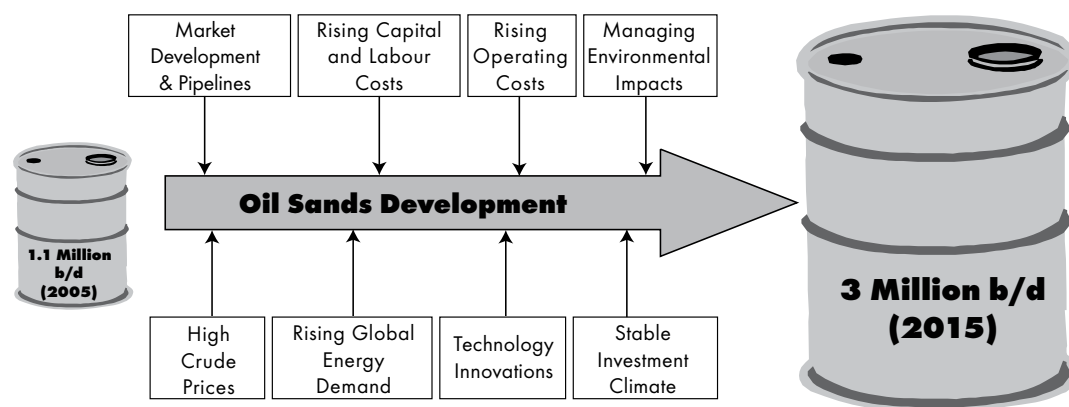 Market
Development
& Pipelines
Rising Capital
and Labour
Costs
Rising
Operating
Costs
Managing
Environmental
Impacts
Oil Sands Development
1.1 Million
b/d
(2005)
3 Million b/d
(2015)
High
Crude
Prices
Rising Global
Energy
Demand
Technology
Innovations
Stable
Investment
Climate